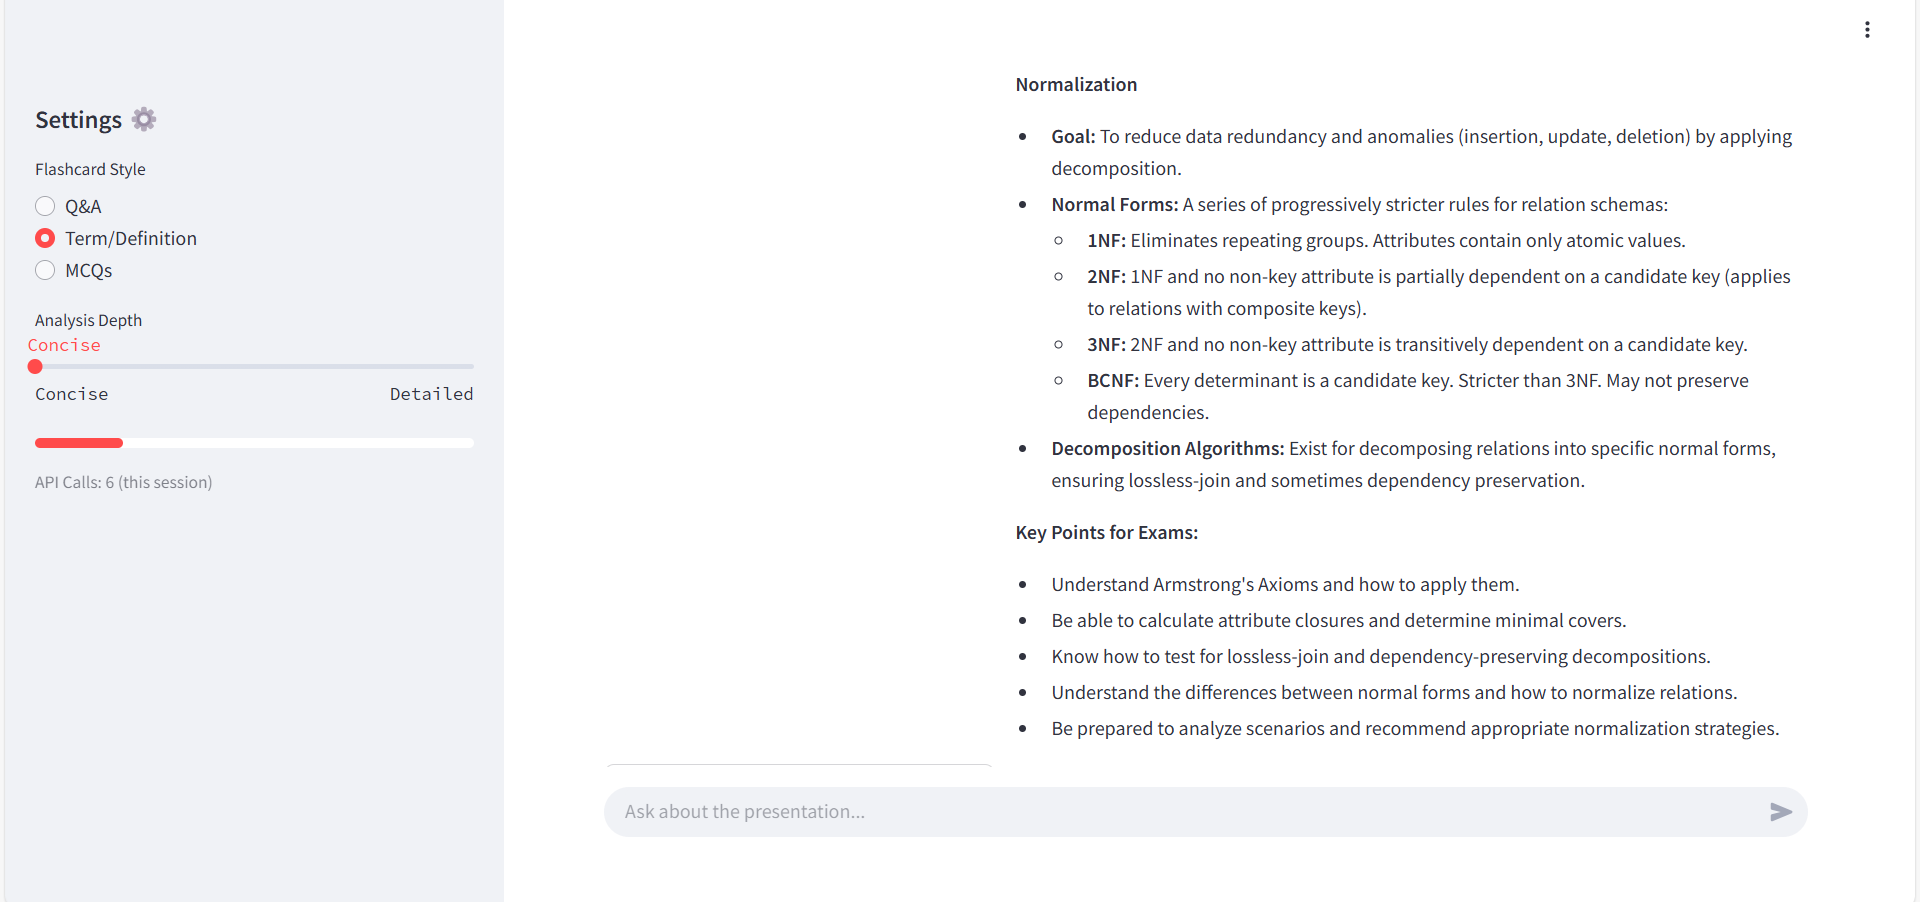 Settings
Flashcard Style
Q&A
Term/Definition
MCQs
Analysis Depth
Concise
Concise Detailed
API Calls: 6 (this session)
Normalization
Goal: To reduce data redundancy and anomalies (insertion, update, deletion) by applying
decomposition.
Normal Forms: A series of progressively stricter rules for relation schemas:
1NF: Eliminates repeating groups. Attributes contain only atomic values.
2NF: 1NF and no non-key attribute is partially dependent on a candidate key (applies
to relations with composite keys).
3NF: 2NF and no non-key attribute is transitively dependent on a candidate key.
BCNF: Every determinant is a candidate key. Stricter than 3NF. May not preserve
dependencies.
Decomposition Algorithms: Exist for decomposing relations into specific normal forms,
ensuring lossless-join and sometimes dependency preservation.
Key Points for Exams:
Understand Armstrong's Axioms and how to apply them.
Be able to calculate attribute closures and determine minimal covers.
Know how to test for lossless-join and dependency-preserving decompositions.
Understand the differences between normal forms and how to normalize relations.
Be prepared to analyze scenarios and recommend appropriate normalization strategies.
Ask about the presentation...